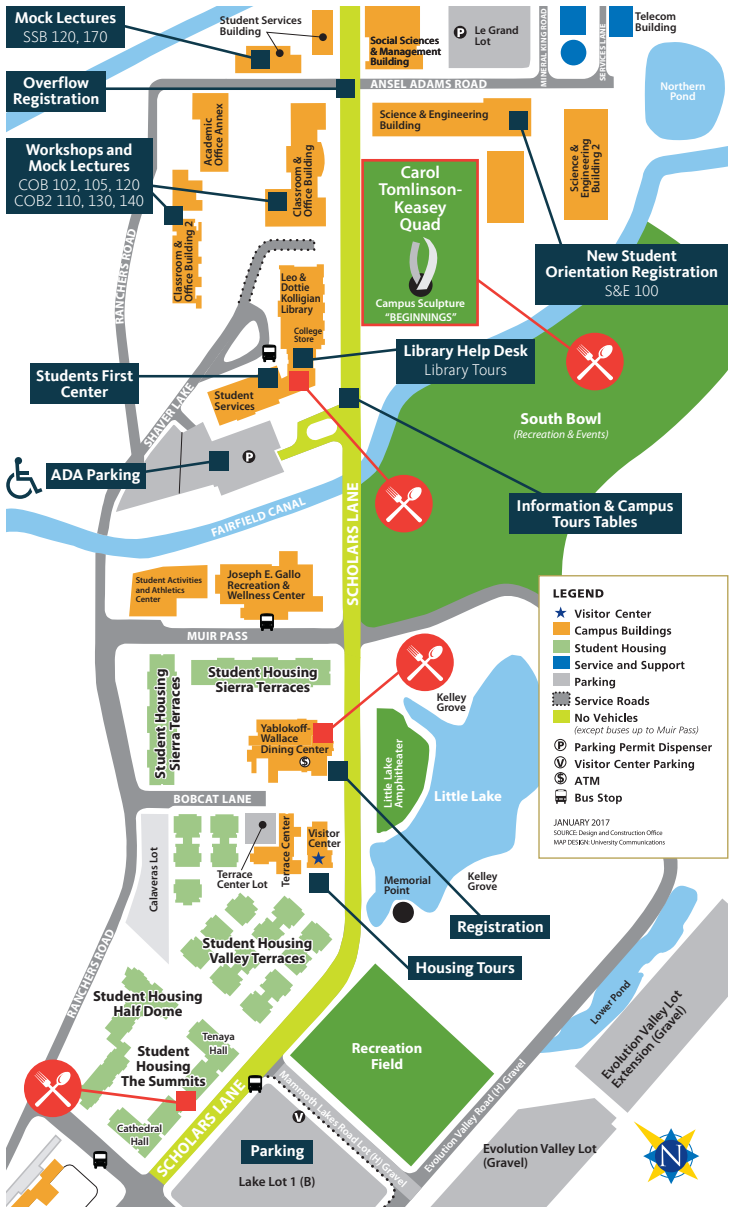 Mock Lectures
SSB 120, 170
Student Services
Building
Social Sciences
& Management
Building
P
Le Grand
Lot
MINERAL KING ROAD
SERVICES LANE
Telecom
Building
Overflow
Registration
ANSEL ADAMS ROAD
Northern
Pond
Academic
Office Annex
Classroom &
Office Building
Science & Engineering
Building
Science &
Engineering
Building 2
Workshops and
Mock Lectures
COB 102, 105, 120
COB2 110, 130, 140
Carol
Tomlinson-
Keasey
Quad
Campus Sculpture
“BEGINNINGS”
RANCHERS ROAD
Classroom &
Office Building 2
New Student
Orientation Registration
S&E 100
Leo &
Dottie
Kolligian
Library
College
Store
Library Help Desk
Library Tours
Students First
Center
Student
Services
SHAVER LAKE
South Bowl
(Recreation & Events)
ADA Parking
P
Information & Campus
Tours Tables
FAIRFIELD CANAL
SCHOLARS LANE
Student Activities
and Athletics
Center
Joseph E. Gallo
Recreation &
Wellness Center
MUIR PASS
LEGEND
Visitor Center
Campus Buildings
Student Housing
Service and Support
Parking
Service Roads
No Vehicles
(except buses up to Muir Pass)
P Parking Permit Dispenser
V Visitor Center Parking
$ ATM
Bus Stop
JANUARY 2017
SOURCE: Design and Construction Office
MAP DESIGN: University Communications
Student Housing
Sierra Terraces
Student Housing
Sierra Terraces
Kelley
Grove
Yablokoff-
Wallace
Dining Center
$
Little Lake
Amphitheater
Little Lake
BOBCAT LANE
Calaveras Lot
Terrace
Center Lot
Terrace Center
Visitor
Center
Memorial
Point
Kelley
Grove
Registration
Housing Tours
Student Housing
Valley Terraces
RANCHERS ROAD
Student Housing
Half Dome
Tenaya
Hall
Student
Housing
The Summits
Cathedral
Hall
SCHOLARS LANE
Recreation
Field
Lower Pond
Evolution Valley Lot
Extension (Gravel)
Mammoth Lakes Road Lot (H) Gravel
Evolution Valley Road (H) Gravel
V
Parking
Lake Lot 1 (B)
Evolution Valley Lot
(Gravel)
N